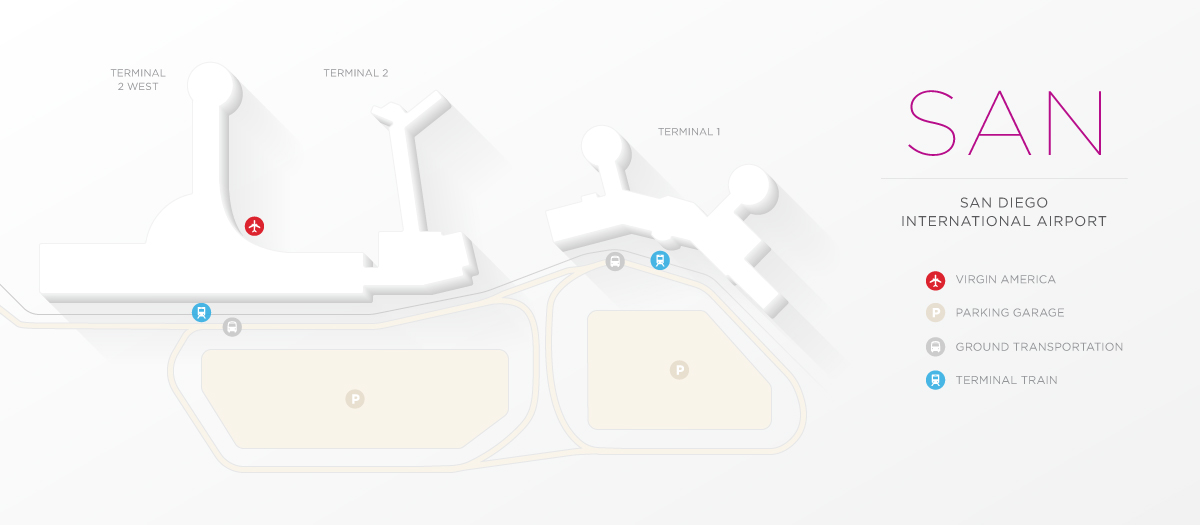 TERMINAL
2 WEST
TERMINAL 2
TERMINAL 1
P
P
SAN
SAN DIEGO
INTERNATIONAL AIRPORT
VIRGIN AMERICA
P PARKING GARAGE
GROUND TRANSPORTATION
TERMINAL TRAIN